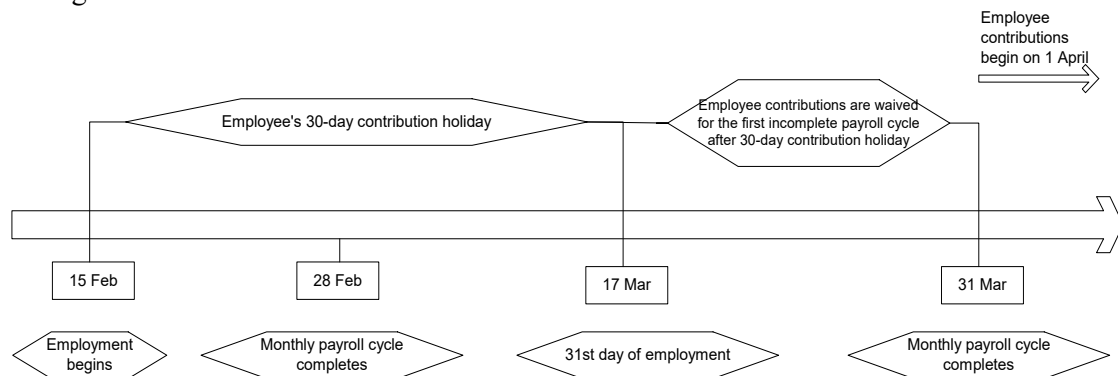 Employee
contributions
begin on 1 April
Employee's 30-day contribution holiday
Employee contributions are waived
for the first incomplete payroll cycle
after 30-day contribution holiday
15 Feb
28 Feb
17 Mar
31 Mar
Employment
begins
Monthly payroll cycle
completes
31st day of employment
Monthly payroll cycle
completes